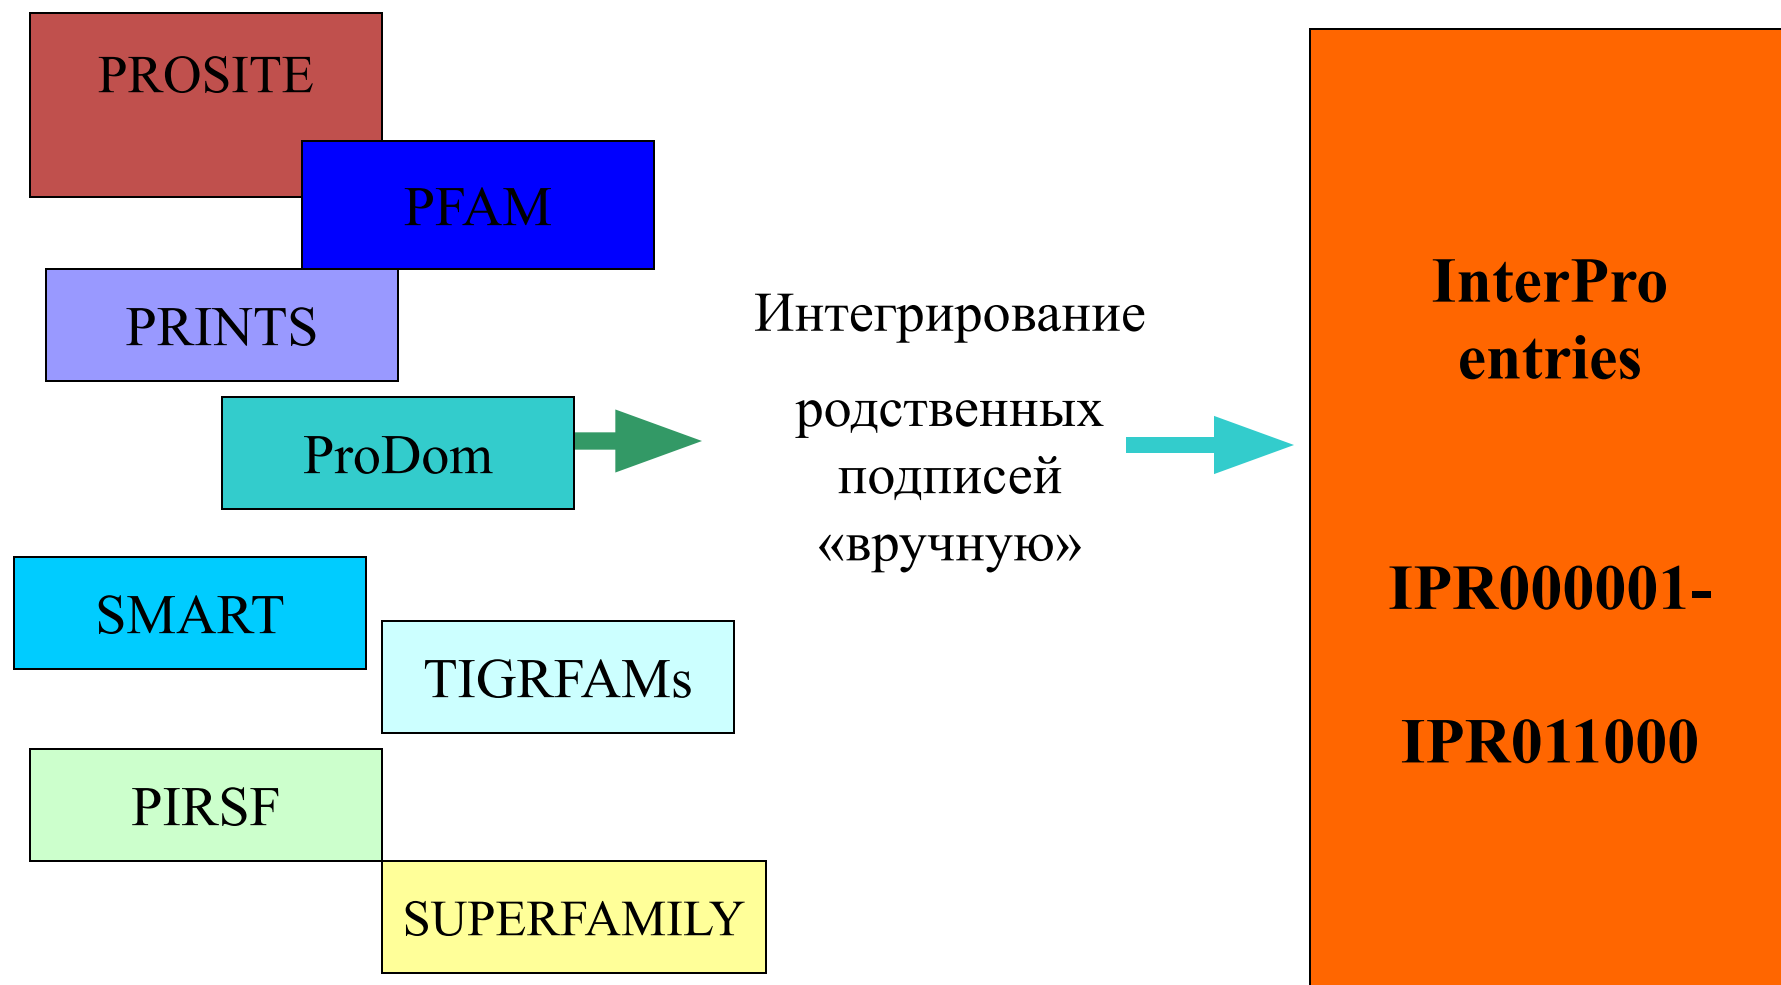 PROSITE
PFAM
PRINTS
ProDom
SMART
TIGRFAMs
PIRSF
SUPERFAMILY
Интегрирование
родственных
подписей
«вручную»
InterPro
entries
IPR000001-
IPR011000